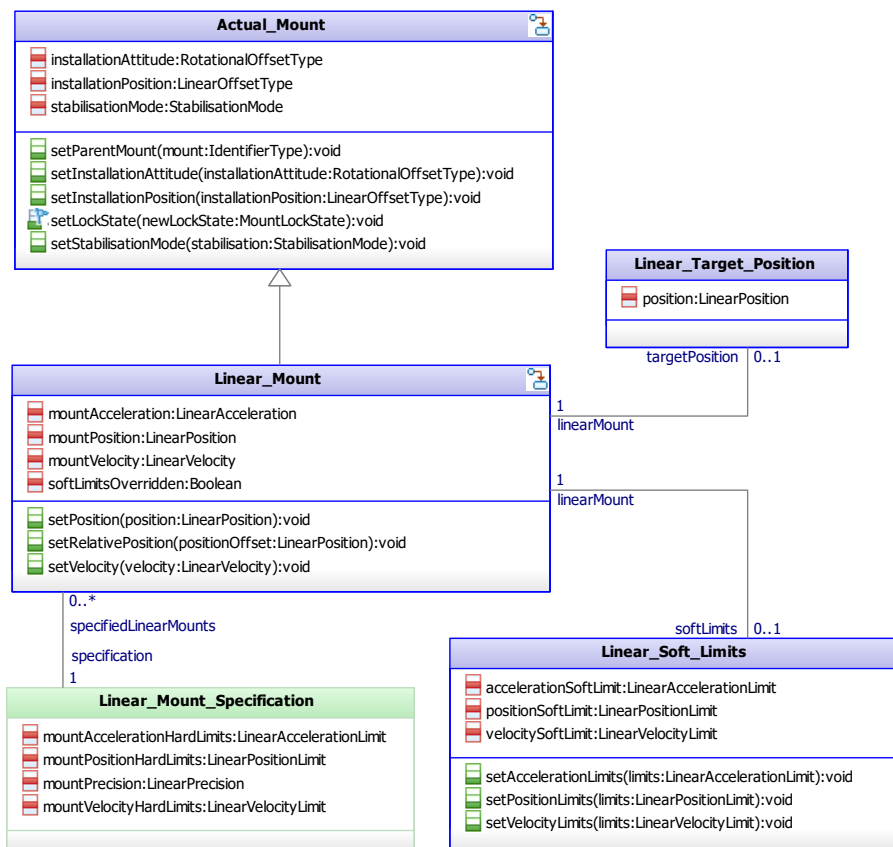 Actual_Mount
installationAttitude:RotationalOffsetType
installationPosition:LinearOffsetType
stabilisationMode:StabilisationMode
setParentMount(mount:IdentifierType):void
setInstallationAttitude(installationAttitude:RotationalOffsetType):void
setInstallationPosition(installationPosition:LinearOffsetType):void
setLockState(newLockState:MountLockState):void
setStabilisationMode(stabilisation:StabilisationMode):void
Linear_Target_Position
position:LinearPosition
targetPosition 0..1
Linear_Mount
mountAcceleration:LinearAcceleration
mountPosition:LinearPosition
mountVelocity:LinearVelocity
softLimitsOverridden:Boolean
setPosition(position:LinearPosition):void
setRelativePosition(positionOffset:LinearPosition):void
setVelocity(velocity:LinearVelocity):void
1
linearMount
1
linearMount
0..*
specifiedLinearMounts
specification
1
softLimits 0..1
Linear_Mount_Specification
mountAccelerationHardLimits:LinearAccelerationLimit
mountPositionHardLimits:LinearPositionLimit
mountPrecision:LinearPrecision
mountVelocityHardLimits:LinearVelocityLimit
Linear_Soft_Limits
accelerationSoftLimit:LinearAccelerationLimit
positionSoftLimit:LinearPositionLimit
velocitySoftLimit:LinearVelocityLimit
setAccelerationLimits(limits:LinearAccelerationLimit):void
setPositionLimits(limits:LinearPositionLimit):void
setVelocityLimits(limits:LinearVelocityLimit):void